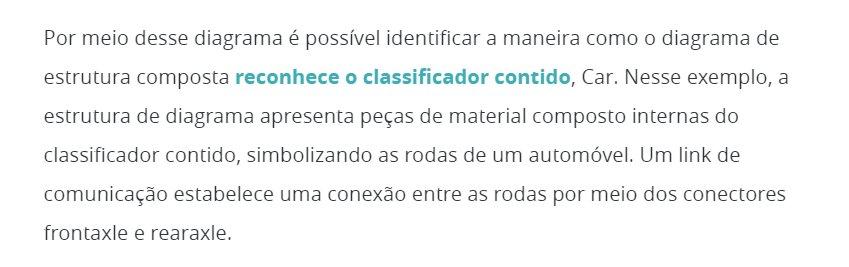 Por meio desse diagrama é possível identificar a maneira como o diagrama de
estrutura composta reconhece o classificador contido, Car. Nesse exemplo, a
estrutura de diagrama apresenta peças de material composto internas do
classificador contido, simbolizando as rodas de um automóvel. Um link de
comunicação estabelece uma conexão entre as rodas por meio dos conectores
frontaxle e rearaxle.